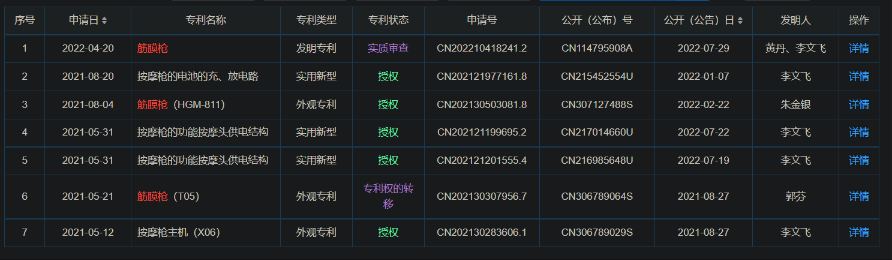 序号 申请日 专利名称 专利类型 专利状态 申请号 公开（公布）号 公开（公告）日 发明人 操作
1 2022-04-20 筋膜枪 发明专利 实质审查 CN202210418241.2 CN114795908A 2022-07-29 黄丹、李文飞 详情
2 2021-08-20 按摩枪的电池的充、放电路 实用新型 授权 CN202121977161.8 CN215452554U 2022-01-07 李文飞 详情
3 2021-08-04 筋膜枪（HGM-811） 外观专利 授权 CN202130503081.8 CN307127488S 2022-02-22 朱金银 详情
4 2021-05-31 按摩枪的功能按摩头供电结构 实用新型 授权 CN202121199695.2 CN217014660U 2022-07-22 李文飞 详情
5 2021-05-31 按摩枪的功能按摩头供电结构 实用新型 授权 CN202121201555.4 CN216985648U 2022-07-19 李文飞 详情
6 2021-05-21 筋膜枪（T05） 外观专利 专利权的转
移 CN202130307956.7 CN306789064S 2021-08-27 郭芬 详情
7 2021-05-12 按摩枪主机（X06） 外观专利 授权 CN202130283606.1 CN306789029S 2021-08-27 李文飞 详情